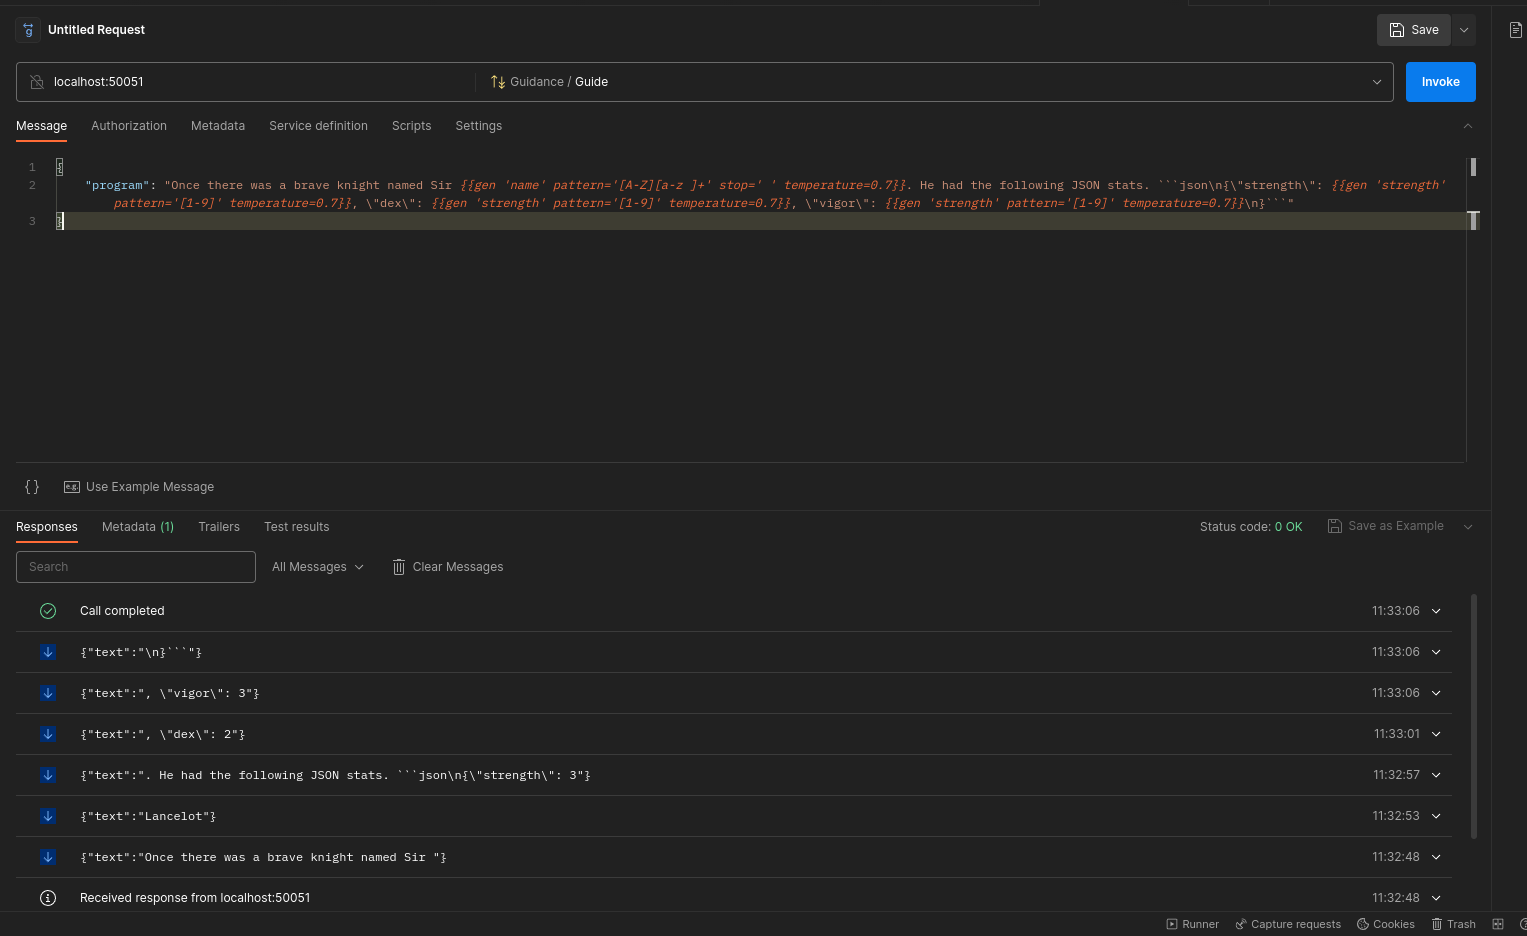 Untitled Request
Save
localhost:50051
Guidance / Guide
Invoke
Message Authorization Metadata Service definition Scripts Settings
1 {
2 "program": "Once there was a brave knight named Sir {{gen 'name' pattern='[A-Z][a-z ]+' stop=' ' temperature=0.7}}. He had the following JSON stats. ```json\n{\"strength\": {{gen 'strength'
pattern='[1-9]' temperature=0.7}}, \"dex\": {{gen 'strength' pattern='[1-9]' temperature=0.7}}, \"vigor\": {{gen 'strength' pattern='[1-9]' temperature=0.7}}\n}```"
3 }
{} e.g. Use Example Message
Responses Metadata (1) Trailers Test results Status code: 0 OK Save as Example
Search All Messages Clear Messages
Call completed 11:33:06
{"text":"\n}```"} 11:33:06
{"text":", \"vigor\": 3"} 11:33:06
{"text":", \"dex\": 2"} 11:33:01
{"text":". He had the following JSON stats. ```json\n{\"strength\": 3"} 11:32:57
{"text":"Lancelot"} 11:32:53
{"text":"Once there was a brave knight named Sir "} 11:32:48
Received response from localhost:50051 11:32:48
Runner Capture requests Cookies Trash